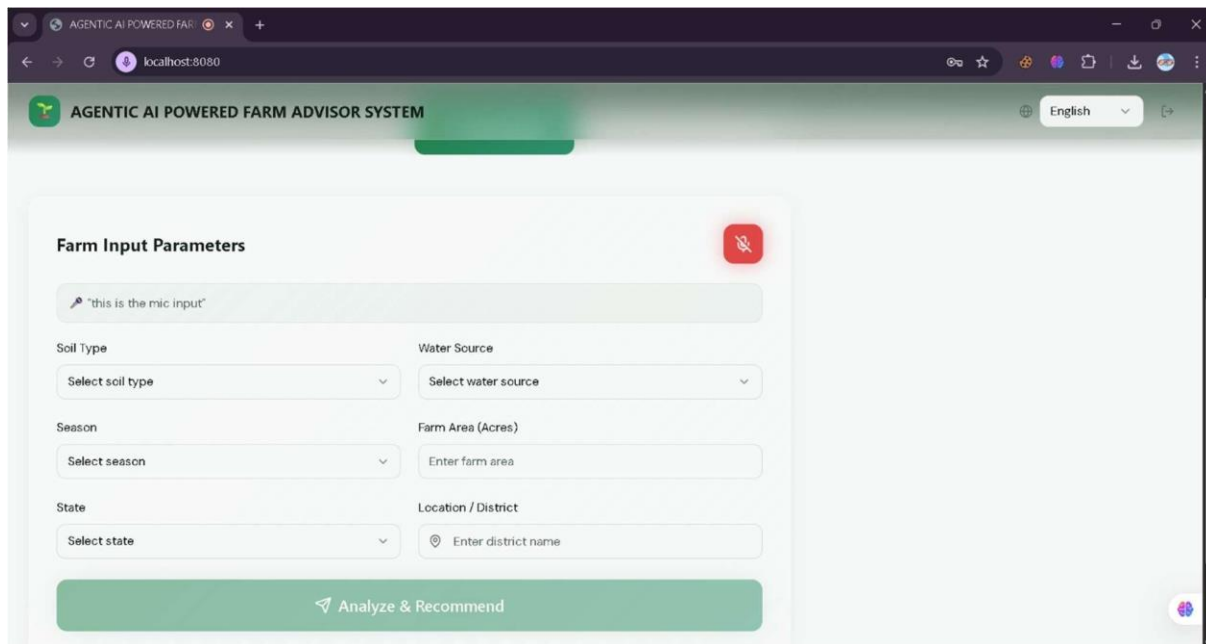 AGENTIC AI POWERED FAR
localhost:8080
AGENTIC AI POWERED FARM ADVISOR SYSTEM
English
Farm Input Parameters
"this is the mic input"
Soil Type
Water Source
Select soil type
Select water source
Season
Farm Area (Acres)
Select season
Enter farm area
State
Location / District
Select state
Enter district name
Analyze & Recommend